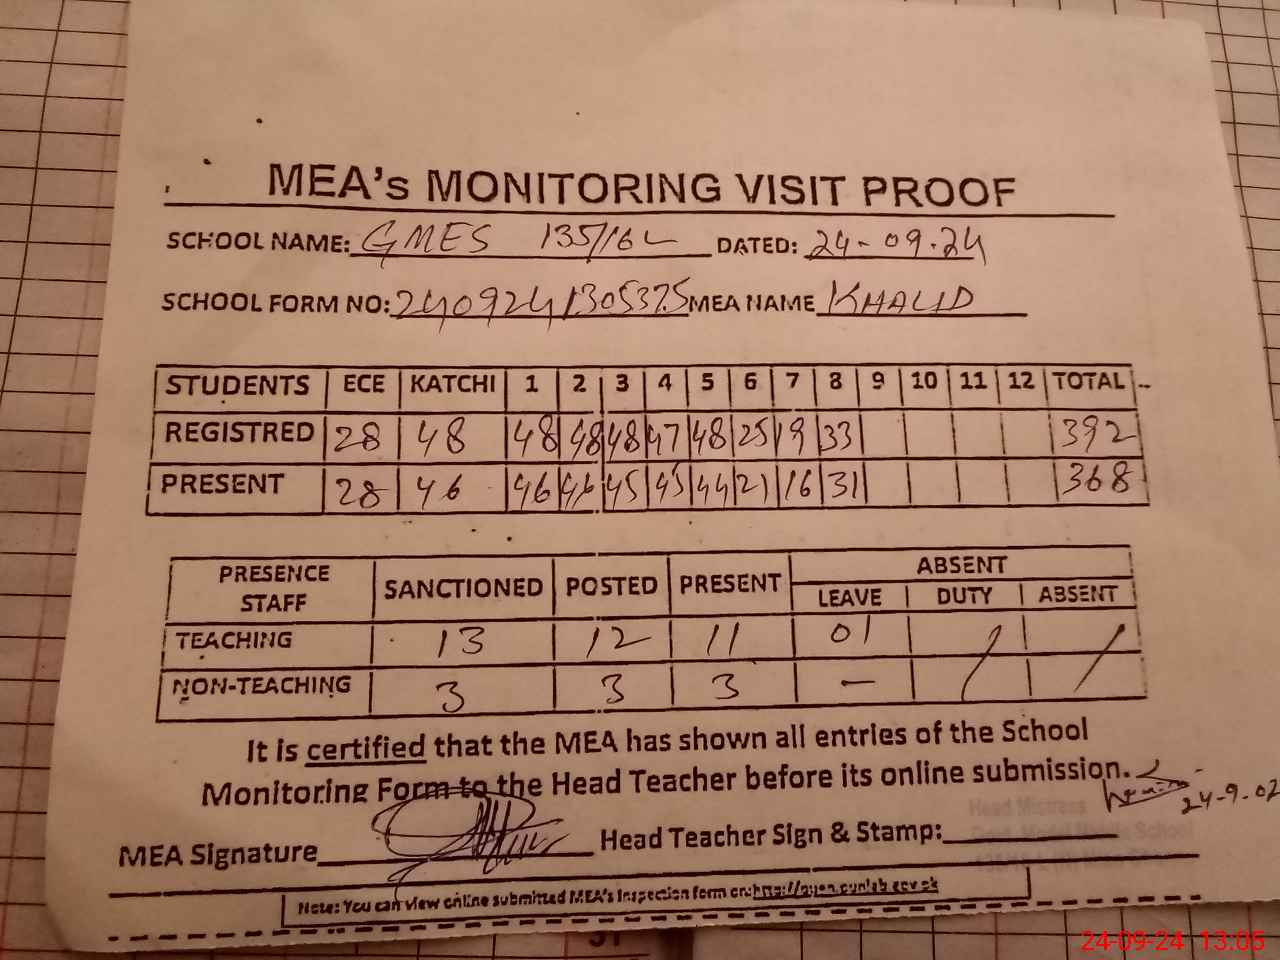 MEA's MONITORING VISIT PROOF
SCHOOL NAME: GMES 135/16L DATED: 24-09.24
SCHOOL FORM NO: 2409241305375 MEA NAME KHALID
STUDENTS ECE KATCHI 1 2 3 4 5 6 7 8 9 10 11 12 TOTAL
REGISTRED 28 48 48 48 48 47 48 25 19 33 392
PRESENT 28 46 46 46 45 45 44 21 16 31 368
PRESENCE STAFF SANCTIONED POSTED PRESENT ABSENT
LEAVE DUTY ABSENT
TEACHING 13 12 11 01 /
NON-TEACHING 3 3 3 - /
It is certified that the MEA has shown all entries of the School
Monitoring Form to the Head Teacher before its online submission.
24-9-02
Head Mistress
MEA Signature Head Teacher Sign & Stamp:
School
Note: You can view online submitted MEA's Inspection form on:
24-09-24 13:05